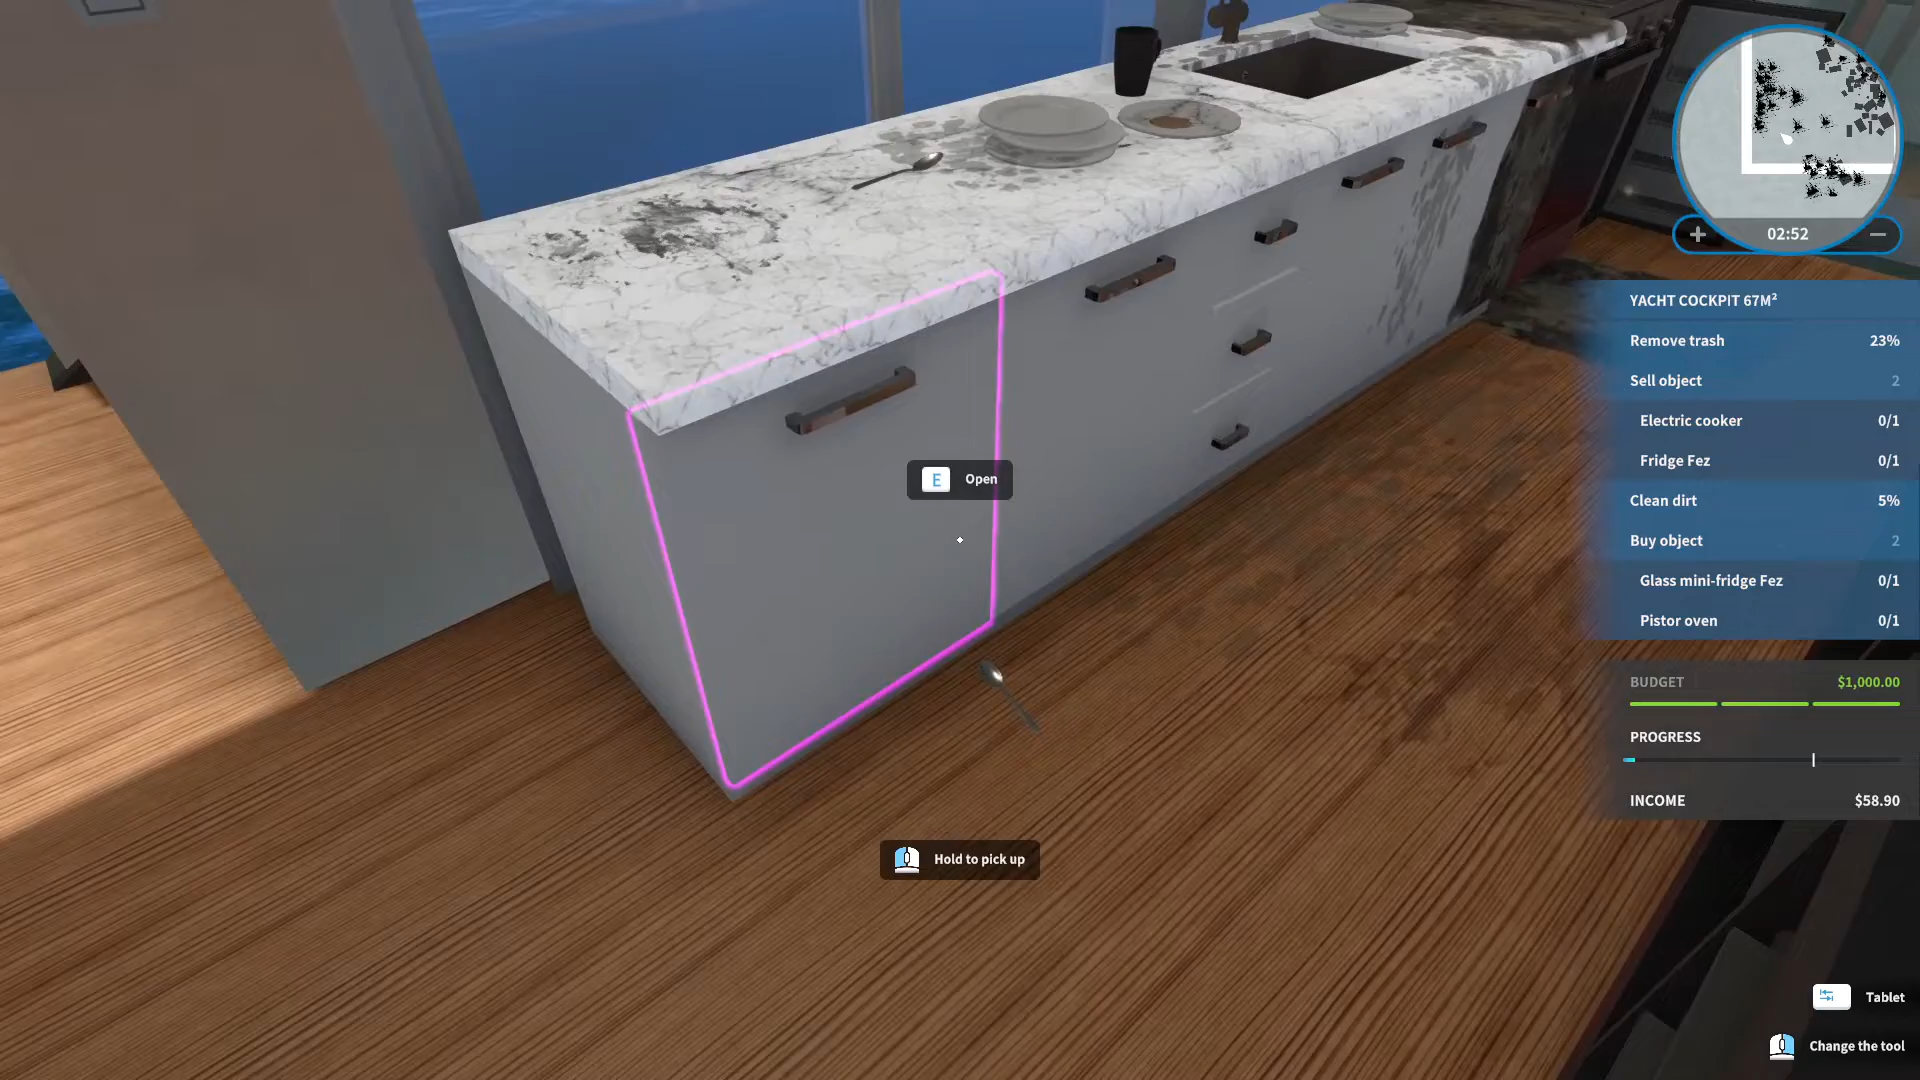 02:52
YACHT COCKPIT 67M²
Remove trash 23%
Sell object 2
Electric cooker 0/1
Fridge Fez 0/1
Clean dirt 5%
Buy object 2
Glass mini-fridge Fez 0/1
Pistor oven 0/1
BUDGET $1,000.00
PROGRESS
INCOME $58.90
E Open
Hold to pick up
Tablet
Change the tool